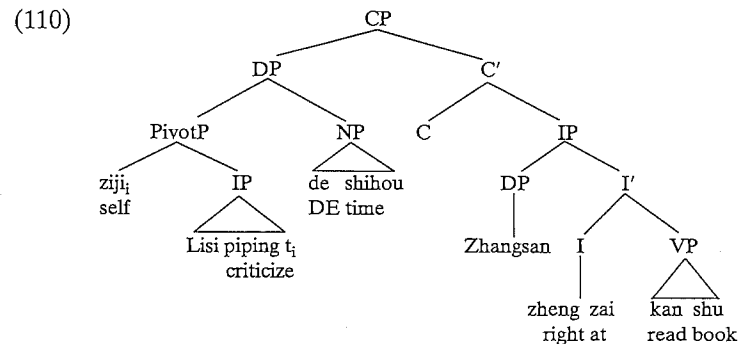 (110)
CP
DP C′
PivotP NP C IP
ziji_i IP de shihou DP I′
self DE time
Lisi piping t_i Zhangsan I VP
criticize
zheng zai kan shu
right at read book